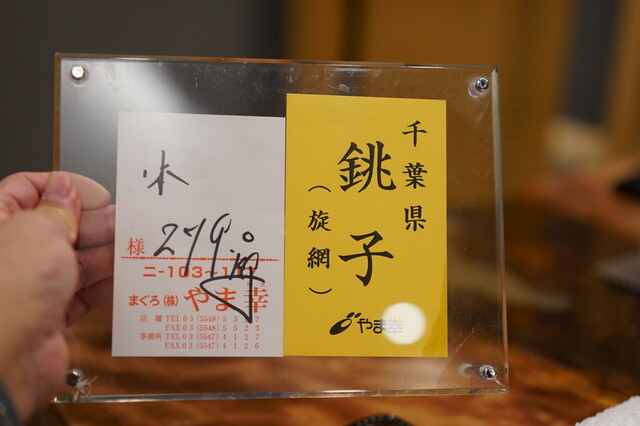 様
279
ニ-103~1
まぐろ(株) やま幸
店 舗 TEL 03 (5548) 5 5 2 7
FAX 03 (5548) 5 5 2 3
事務所 TEL 03 (5547) 4 1 2 7
FAX 03 (5547) 4 1 2 6
千葉県
銚子
(旋網)
やま幸